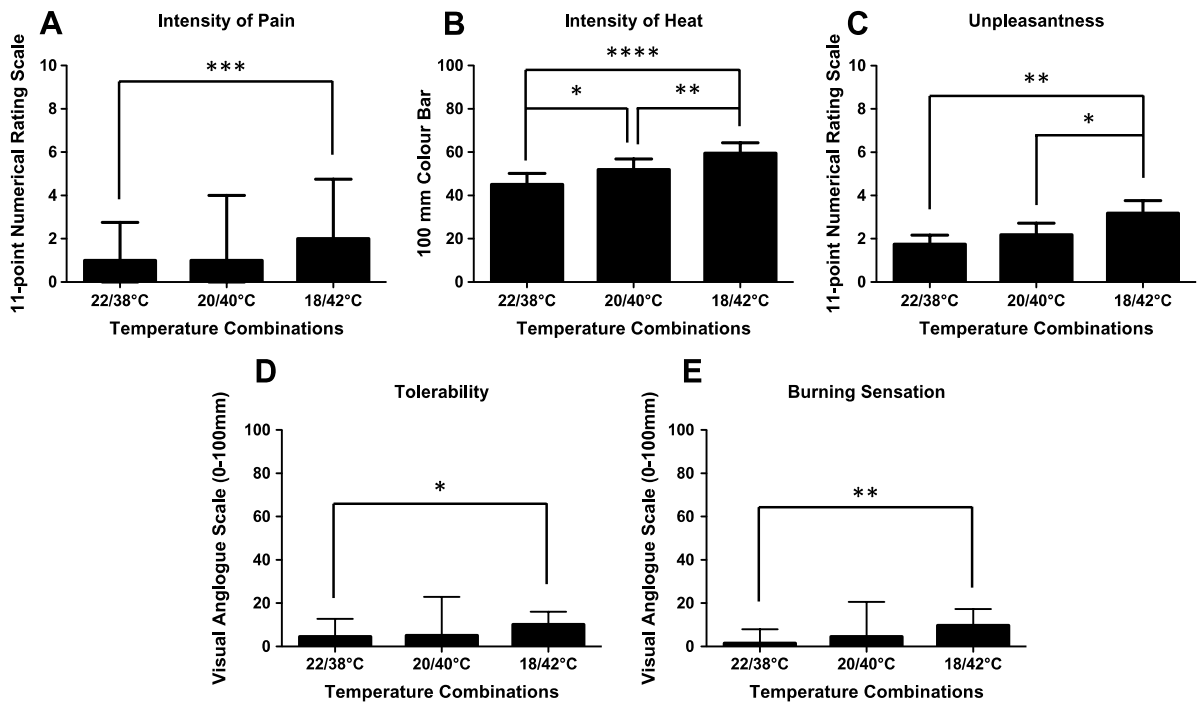 A
Intensity of Pain
11-point Numerical Rating Scale
10
8
6
4
2
0
***
22/38°C
20/40°C
18/42°C
Temperature Combinations
B
Intensity of Heat
100 mm Colour Bar
100
80
60
40
20
0
****
*
**
22/38°C
20/40°C
18/42°C
Temperature Combinations
C
Unpleasantness
11-point Numerical Rating Scale
10
8
6
4
2
0
**
*
22/38°C
20/40°C
18/42°C
Temperature Combinations
D
Tolerability
Visual Anglogue Scale (0-100mm)
100
80
60
40
20
0
*
22/38°C
20/40°C
18/42°C
Temperature Combinations
E
Burning Sensation
Visual Anglogue Scale (0-100mm)
100
80
60
40
20
0
**
22/38°C
20/40°C
18/42°C
Temperature Combinations